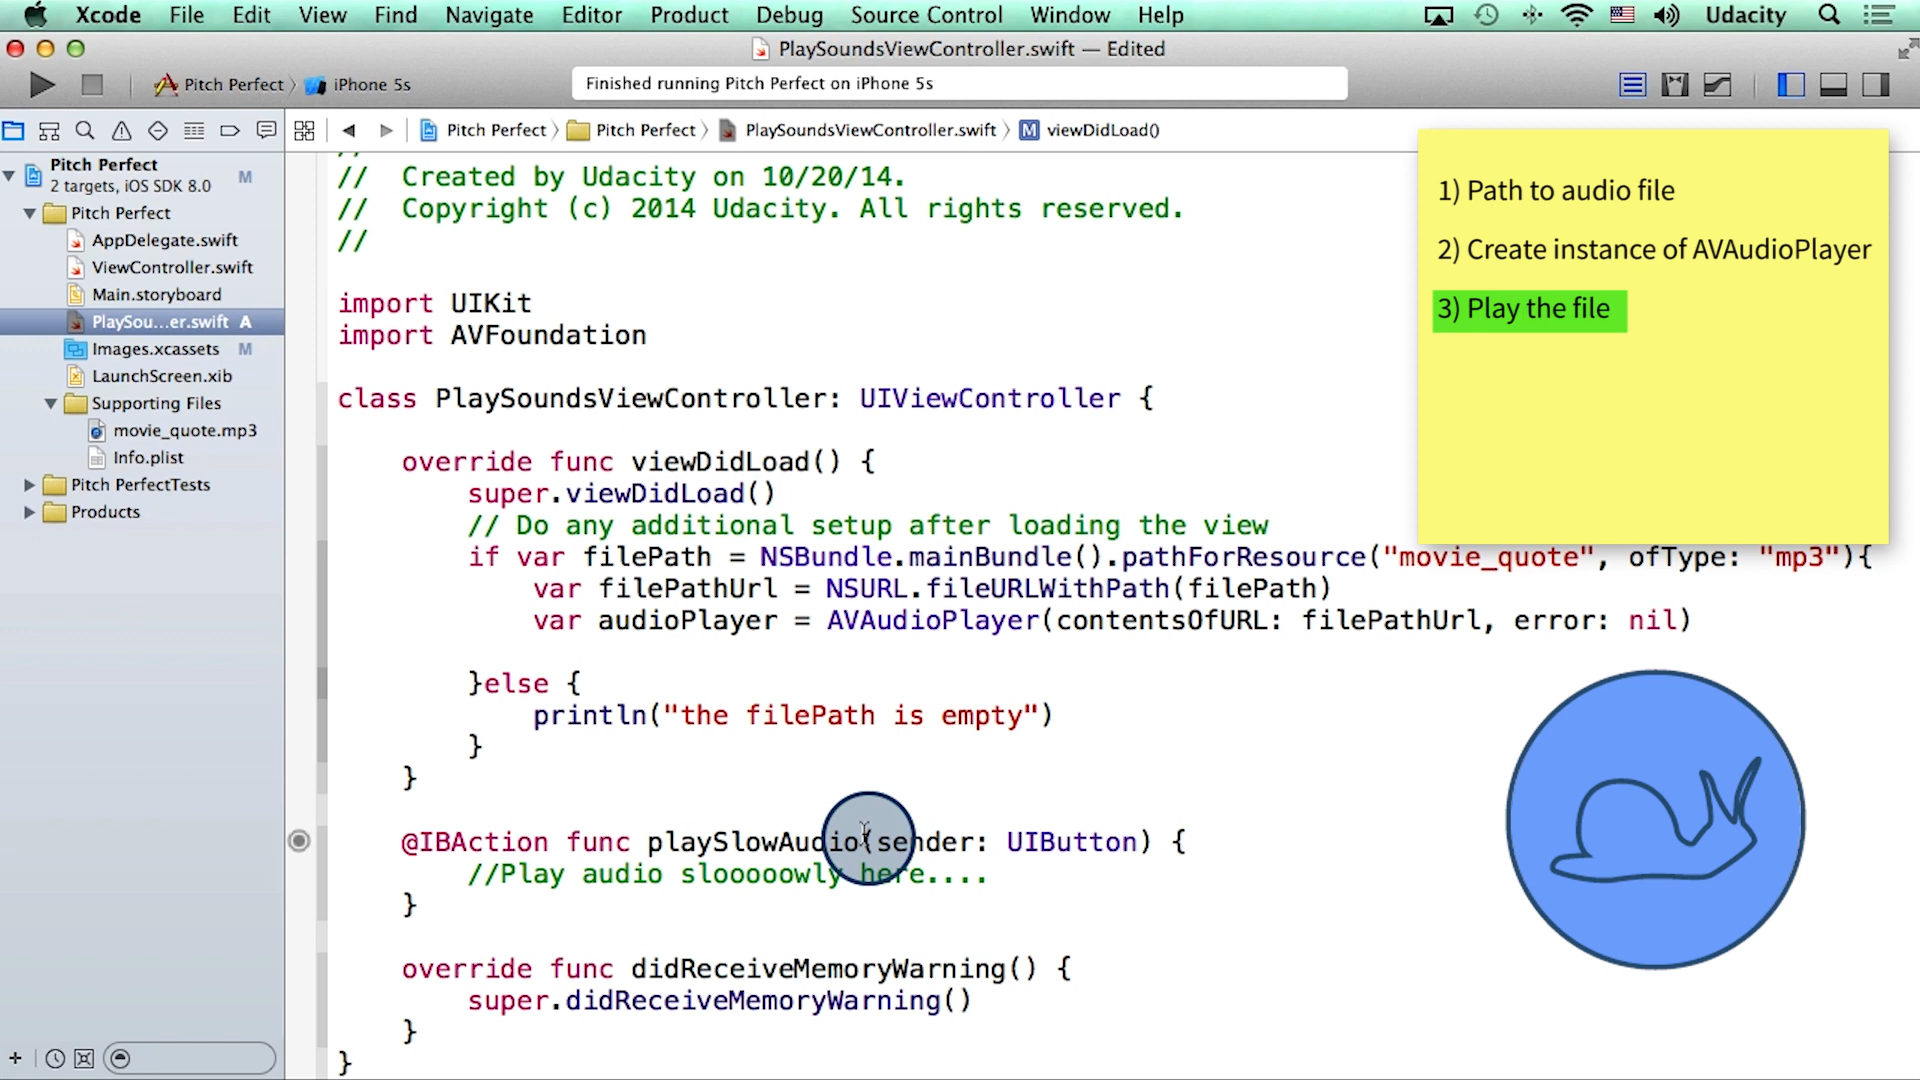 Xcode File Edit View Find Navigate Editor Product Debug Source Control Window Help Udacity
PlaySoundsViewController.swift — Edited
Pitch Perfect iPhone 5s
Finished running Pitch Perfect on iPhone 5s
Pitch Perfect Pitch Perfect PlaySoundsViewController.swift M viewDidLoad()
Pitch Perfect
2 targets, iOS SDK 8.0 M
Pitch Perfect
AppDelegate.swift
ViewController.swift
Main.storyboard
PlaySou...er.swift A
Images.xcassets M
LaunchScreen.xib
Supporting Files
movie_quote.mp3
Info.plist
Pitch PerfectTests
Products
//  Created by Udacity on 10/20/14.
//  Copyright (c) 2014 Udacity. All rights reserved.
//
import UIKit
import AVFoundation
class PlaySoundsViewController: UIViewController {
override func viewDidLoad() {
super.viewDidLoad()
// Do any additional setup after loading the view
if var filePath = NSBundle.mainBundle().pathForResource("movie_quote", ofType: "mp3"){
var filePathUrl = NSURL.fileURLWithPath(filePath)
var audioPlayer = AVAudioPlayer(contentsOfURL: filePathUrl, error: nil)
}else {
println("the filePath is empty")
}
}
@IBAction func playSlowAudio(sender: UIButton) {
//Play audio slooooowly here....
}
override func didReceiveMemoryWarning() {
super.didReceiveMemoryWarning()
}
}
1) Path to audio file
2) Create instance of AVAudioPlayer
3) Play the file